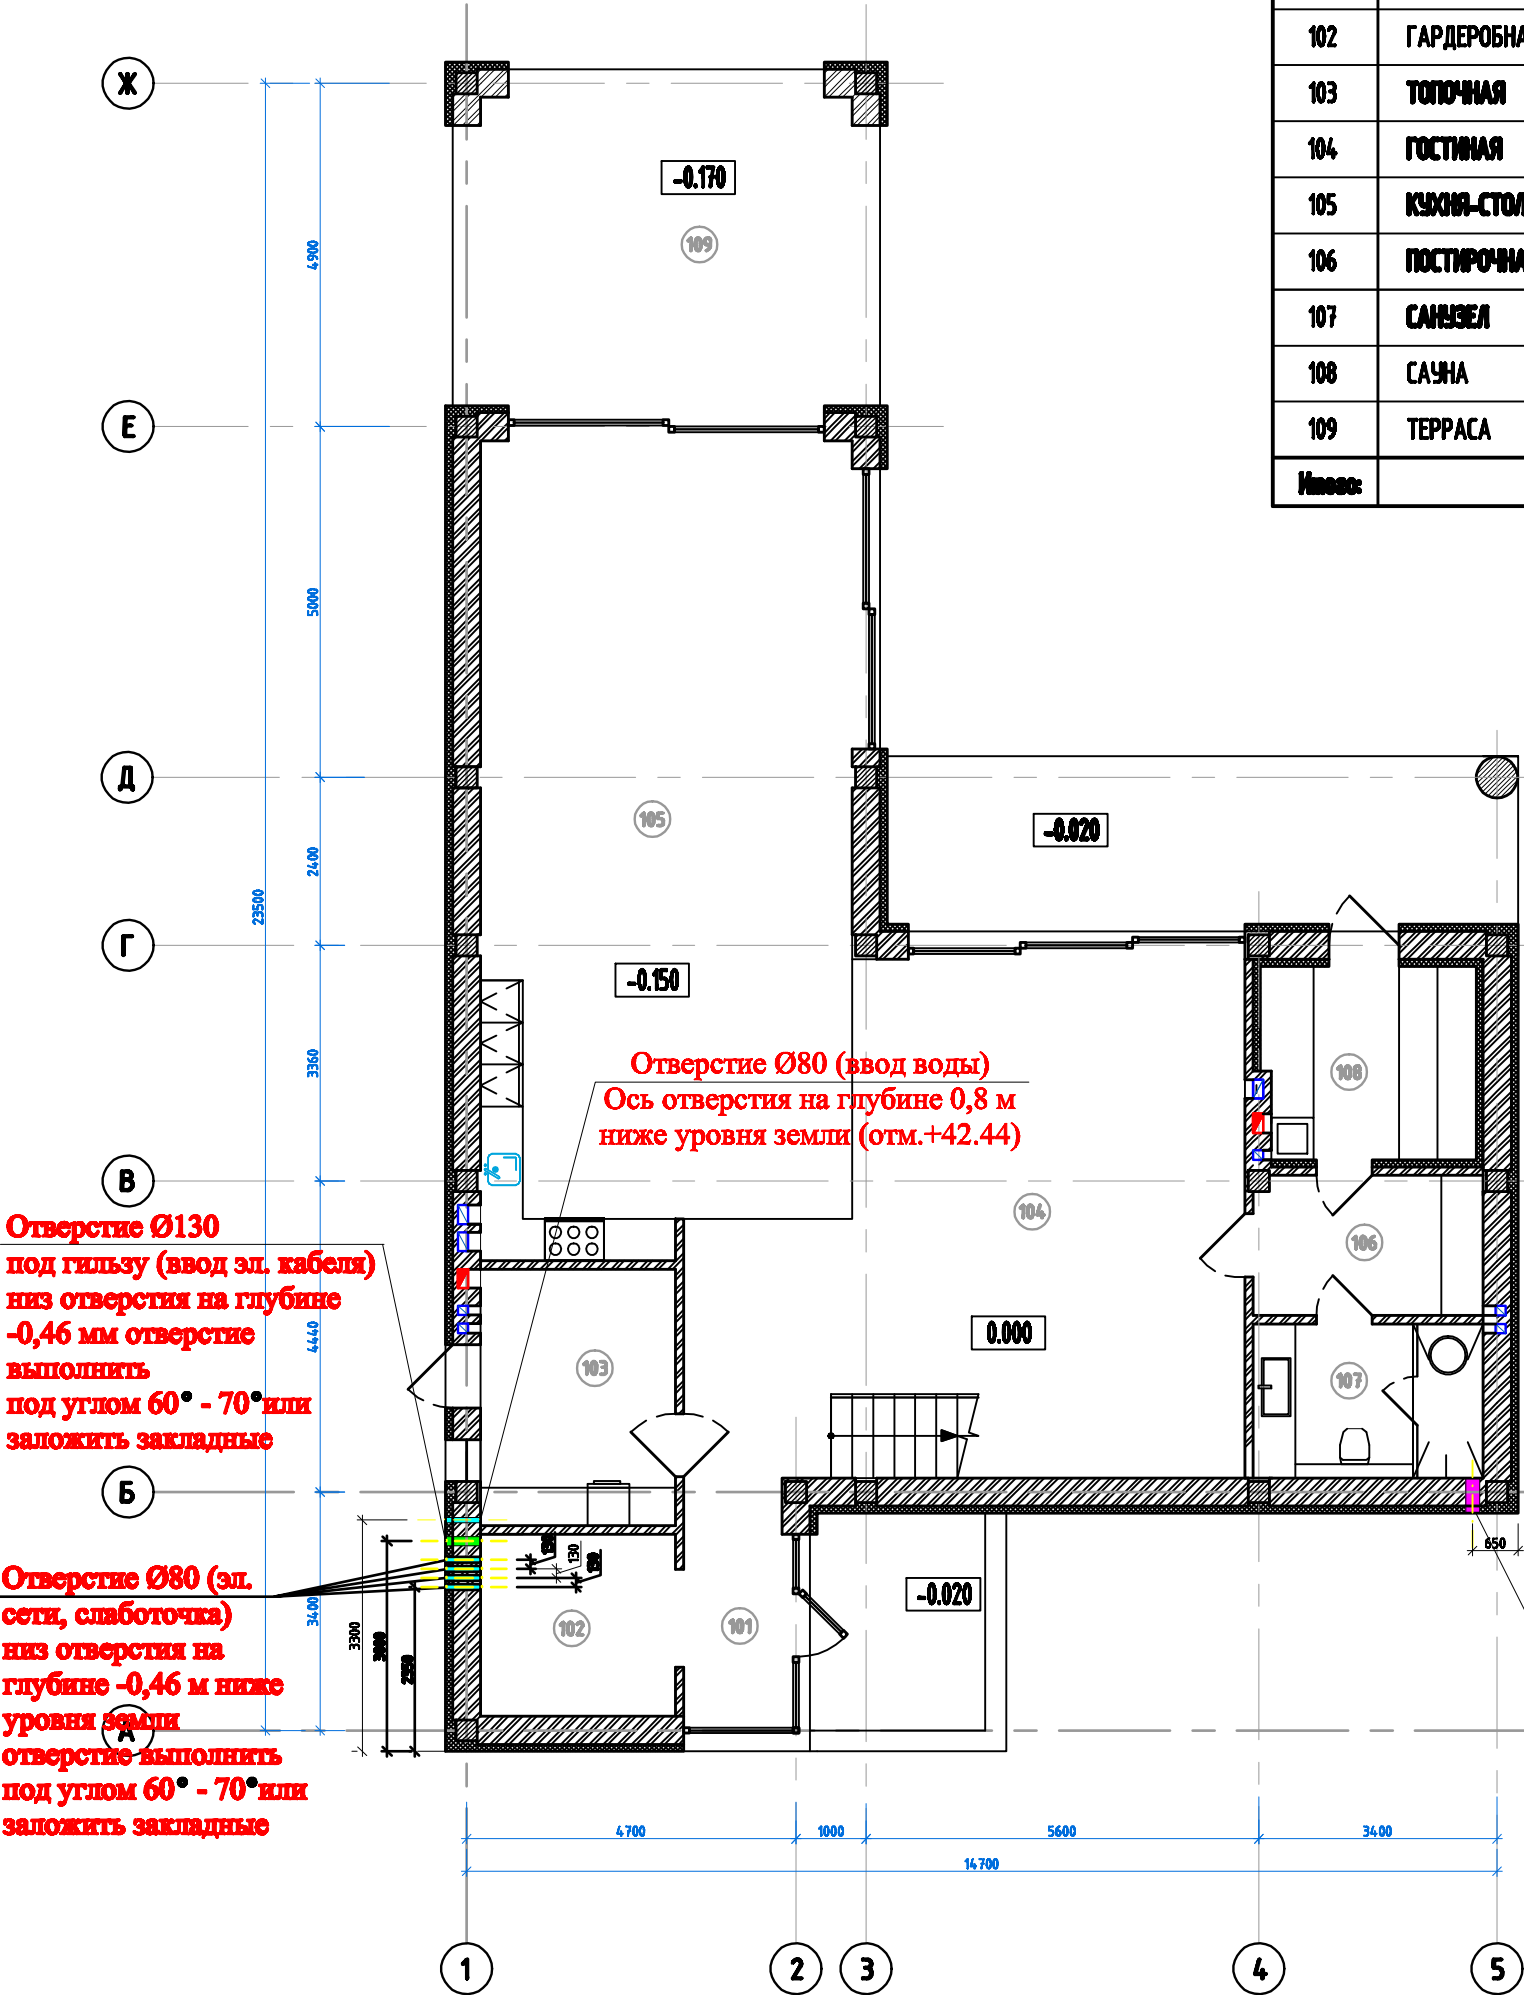 102 ГАРДЕРОБНА
103 ТОПОЧНАЯ
104 ГОСТИНАЯ
105 КУХНЯ-СТОЛ
106 ПОСТИРОЧНА
107 САНУЗЕЛ
108 САУНА
109 ТЕРРАСА
Итого:
Ж
-0.170
109
4900
Е
5000
Д
105
-0.020
2400
23500
Г
-0.150
3360
Отверстие Ø80 (ввод воды)
Ось отверстия на глубине 0,8 м
ниже уровня земли (отм.+42.44)
108
В
104
106
Отверстие Ø130
под гильзу (ввод эл. кабеля)
низ отверстия на глубине
-0,46 мм отверстие
выполнить
под углом 60° - 70°или
заложить закладные
4440
0.000
103
107
Б
650
130
130
130
Отверстие Ø80 (эл.
сети, слаботочка)
низ отверстия на
глубине -0,46 м ниже
уровня земли
отверстие выполнить
под углом 60° - 70°или
заложить закладные
3400
3300
3000
2350
-0.020
102
101
А
4700
1000
5600
3400
14700
1
2
3
4
5